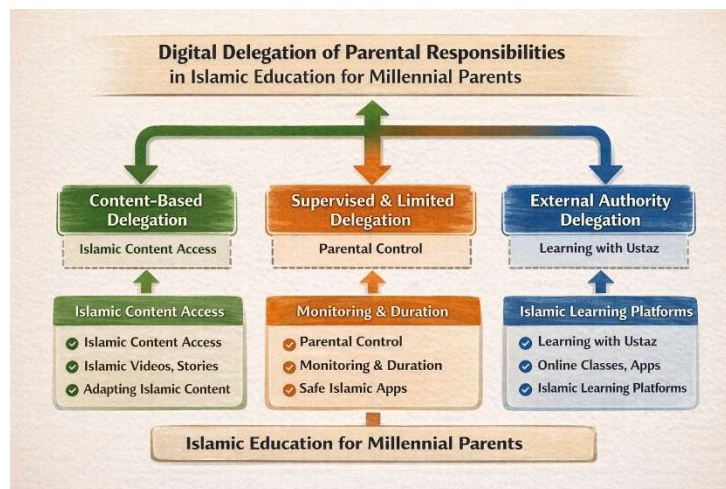 Digital Delegation of Parental Responsibilities
in Islamic Education for Millennial Parents
Content-Based
Delegation
Islamic Content Access
Supervised & Limited
Delegation
Parental Control
External Authority
Delegation
Learning with Ustaz
Islamic Content Access
Islamic Content Access
Islamic Videos, Stories
Adapting Islamic Content
Monitoring & Duration
Parental Control
Monitoring & Duration
Safe Islamic Apps
Islamic Learning Platforms
Learning with Ustaz
Online Classes, Apps
Islamic Learning Platforms
Islamic Education for Millennial Parents